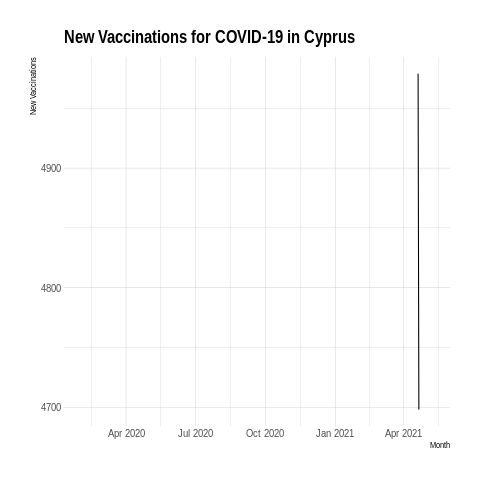 New Vaccinations for COVID-19 in Cyprus
New Vaccinations
4900
4800
4700
Apr 2020 Jul 2020 Oct 2020 Jan 2021 Apr 2021
Month